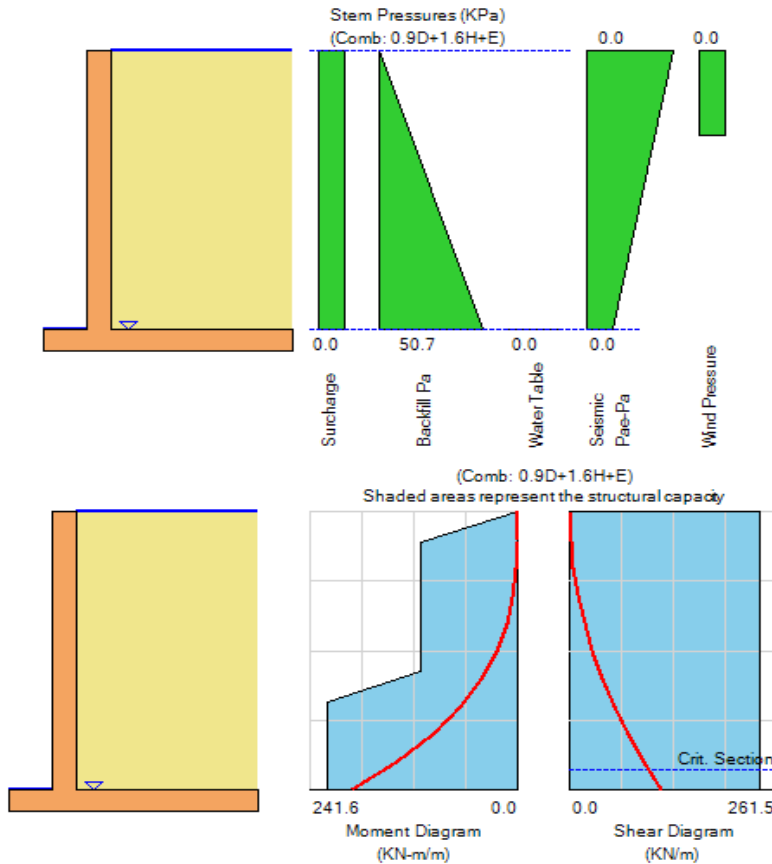 Stem Pressures (KPa)
(Comb: 0.9D+1.6H+E)
0.0
0.0
0.0
50.7
0.0
0.0
Surcharge
Backfill Pa
Water Table
Seismic
Pae-Pa
Wind Pressure
(Comb: 0.9D+1.6H+E)
Shaded areas represent the structural capacity
Crit. Section
241.6
0.0
0.0
261.5
Moment Diagram
(KN-m/m)
Shear Diagram
(KN/m)